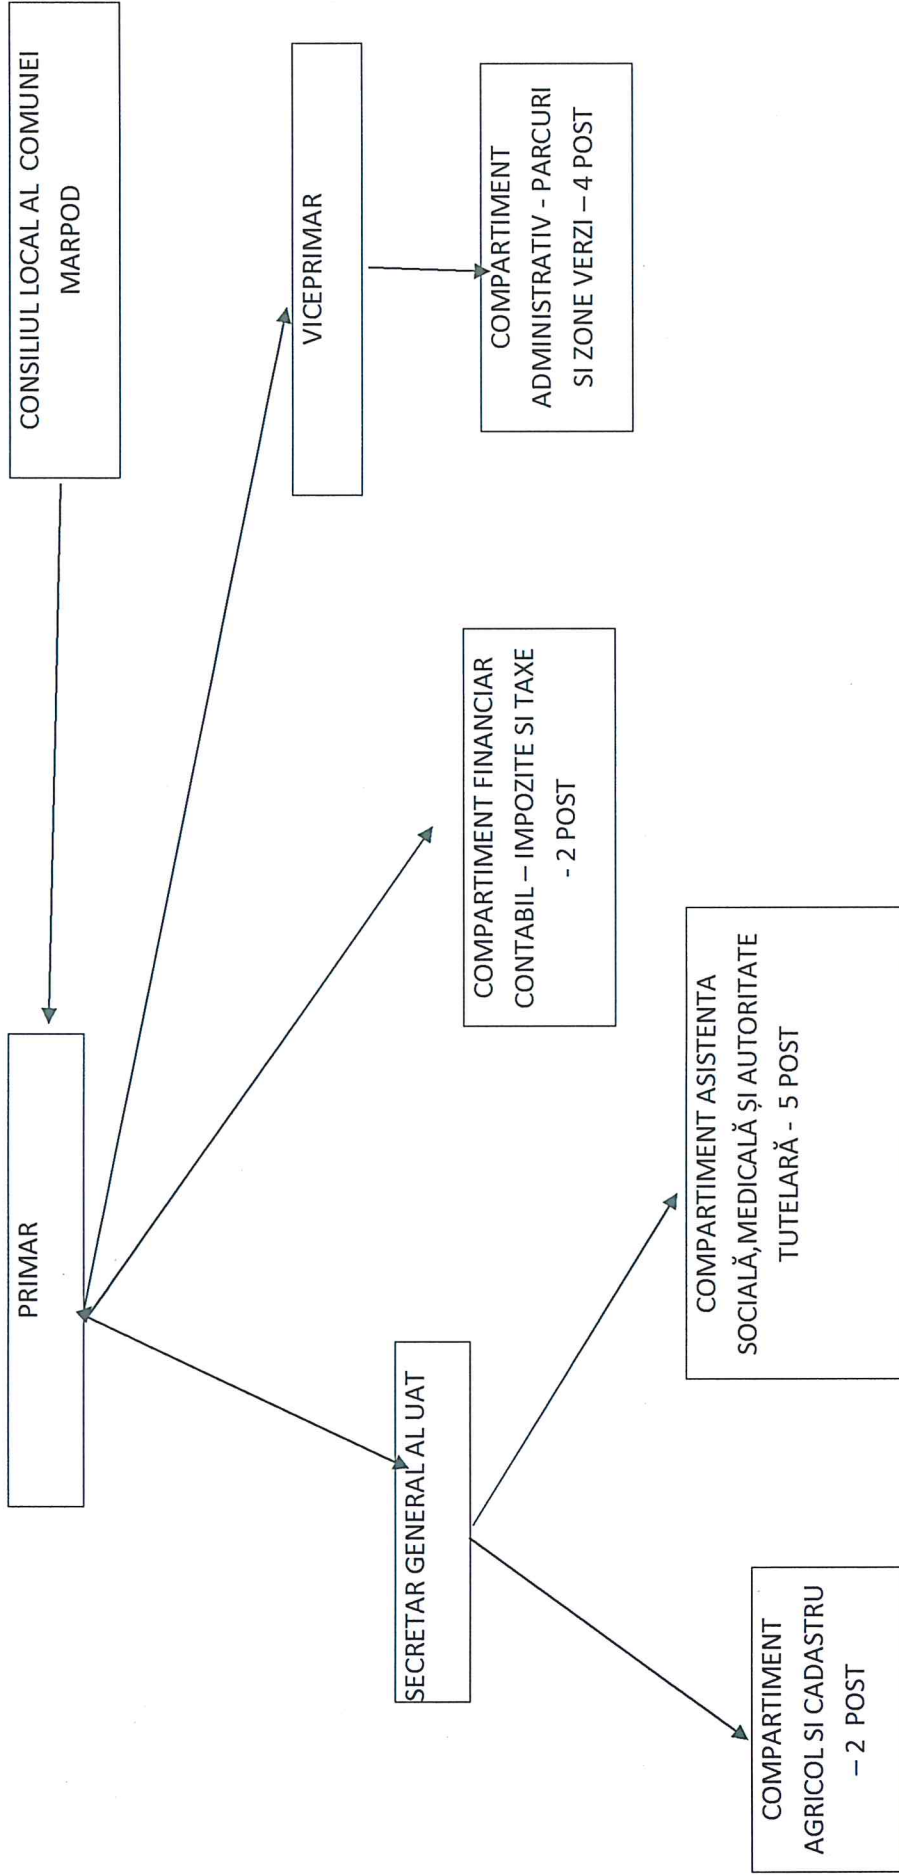 PRIMAR
CONSILIUL LOCAL AL COMUNEI
MARPOD
VICEPRIMAR
SECRETAR GENERAL AL UAT
COMPARTIMENT FINANCIAR
CONTABIL – IMPOZITE SI TAXE
- 2 POST
COMPARTIMENT
ADMINISTRATIV - PARCURI
SI ZONE VERZI – 4 POST
COMPARTIMENT ASISTENTA
SOCIALĂ,MEDICALĂ ȘI AUTORITATE
TUTELARĂ - 5 POST
COMPARTIMENT
AGRICOL SI CADASTRU
– 2 POST